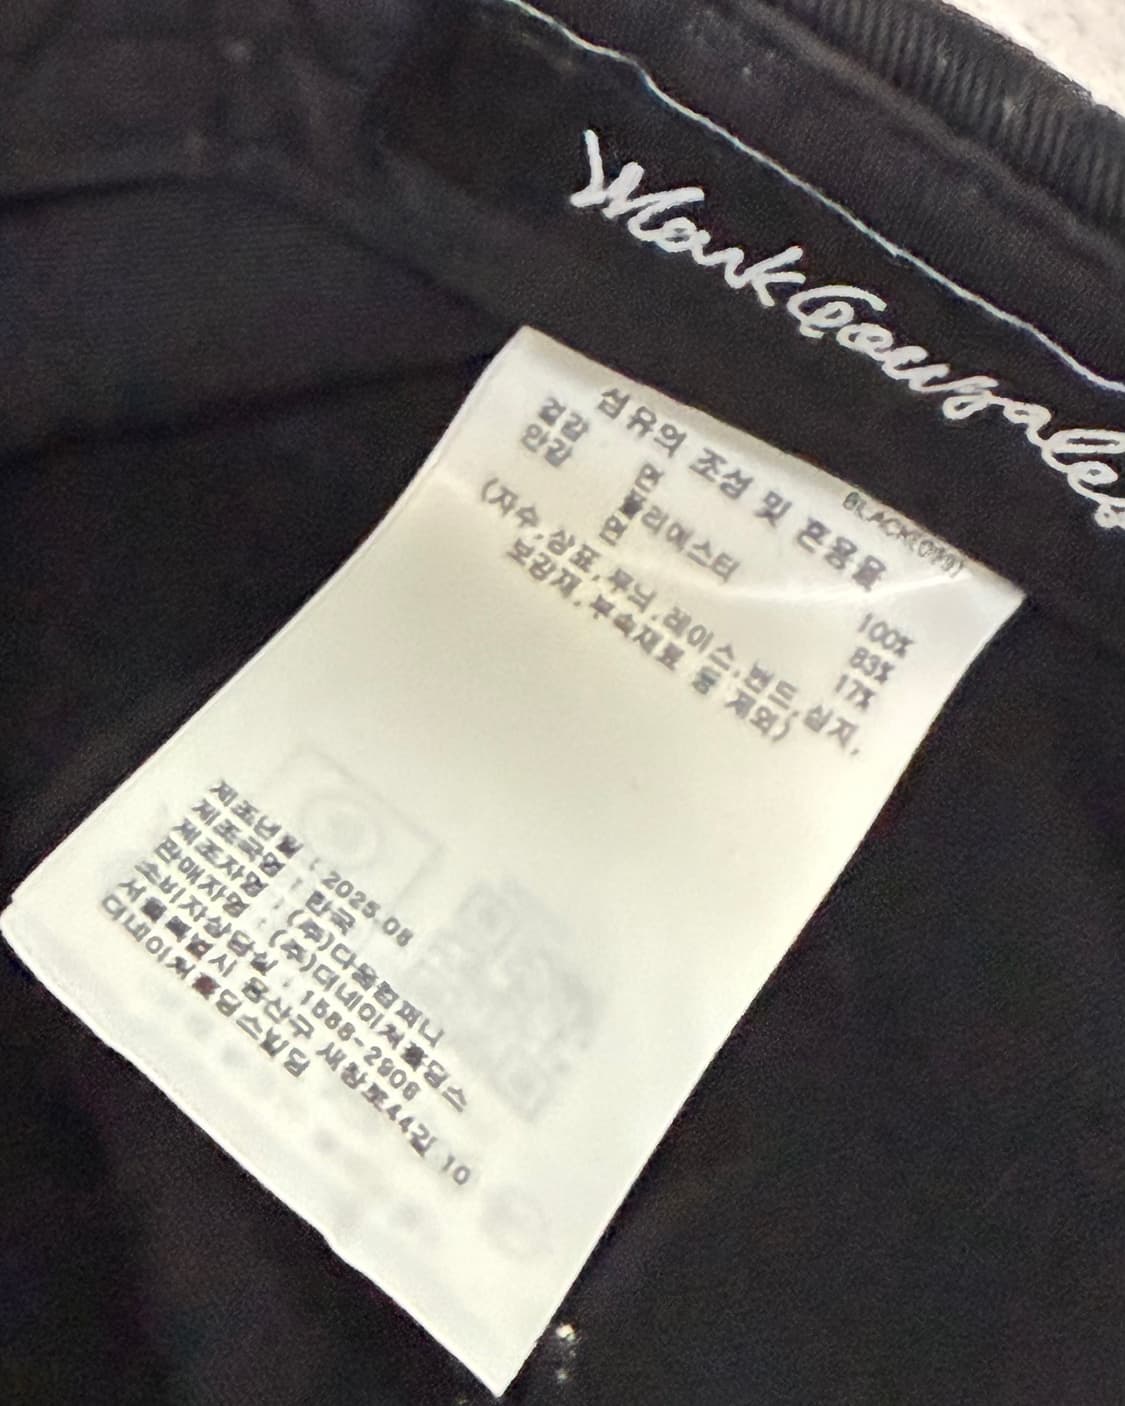 Mark Gonzales
BLACK(019)
섬유의 조성 및 혼용율
겉감 면 100%
안감 폴리에스터 83%
면 17%
(자수,상표,무늬,레이스,밴드,심지,
보강재,부속재료 등 제외)
제조년월 : 2025.08
제조국명 : 한국
제조자명 : (주)다올컴퍼니
판매자명 : (주)더네이쳐홀딩스
소비자상담실 : 1566-2906
서울특별시 용산구 새창로44길 10
더네이쳐홀딩스빌딩